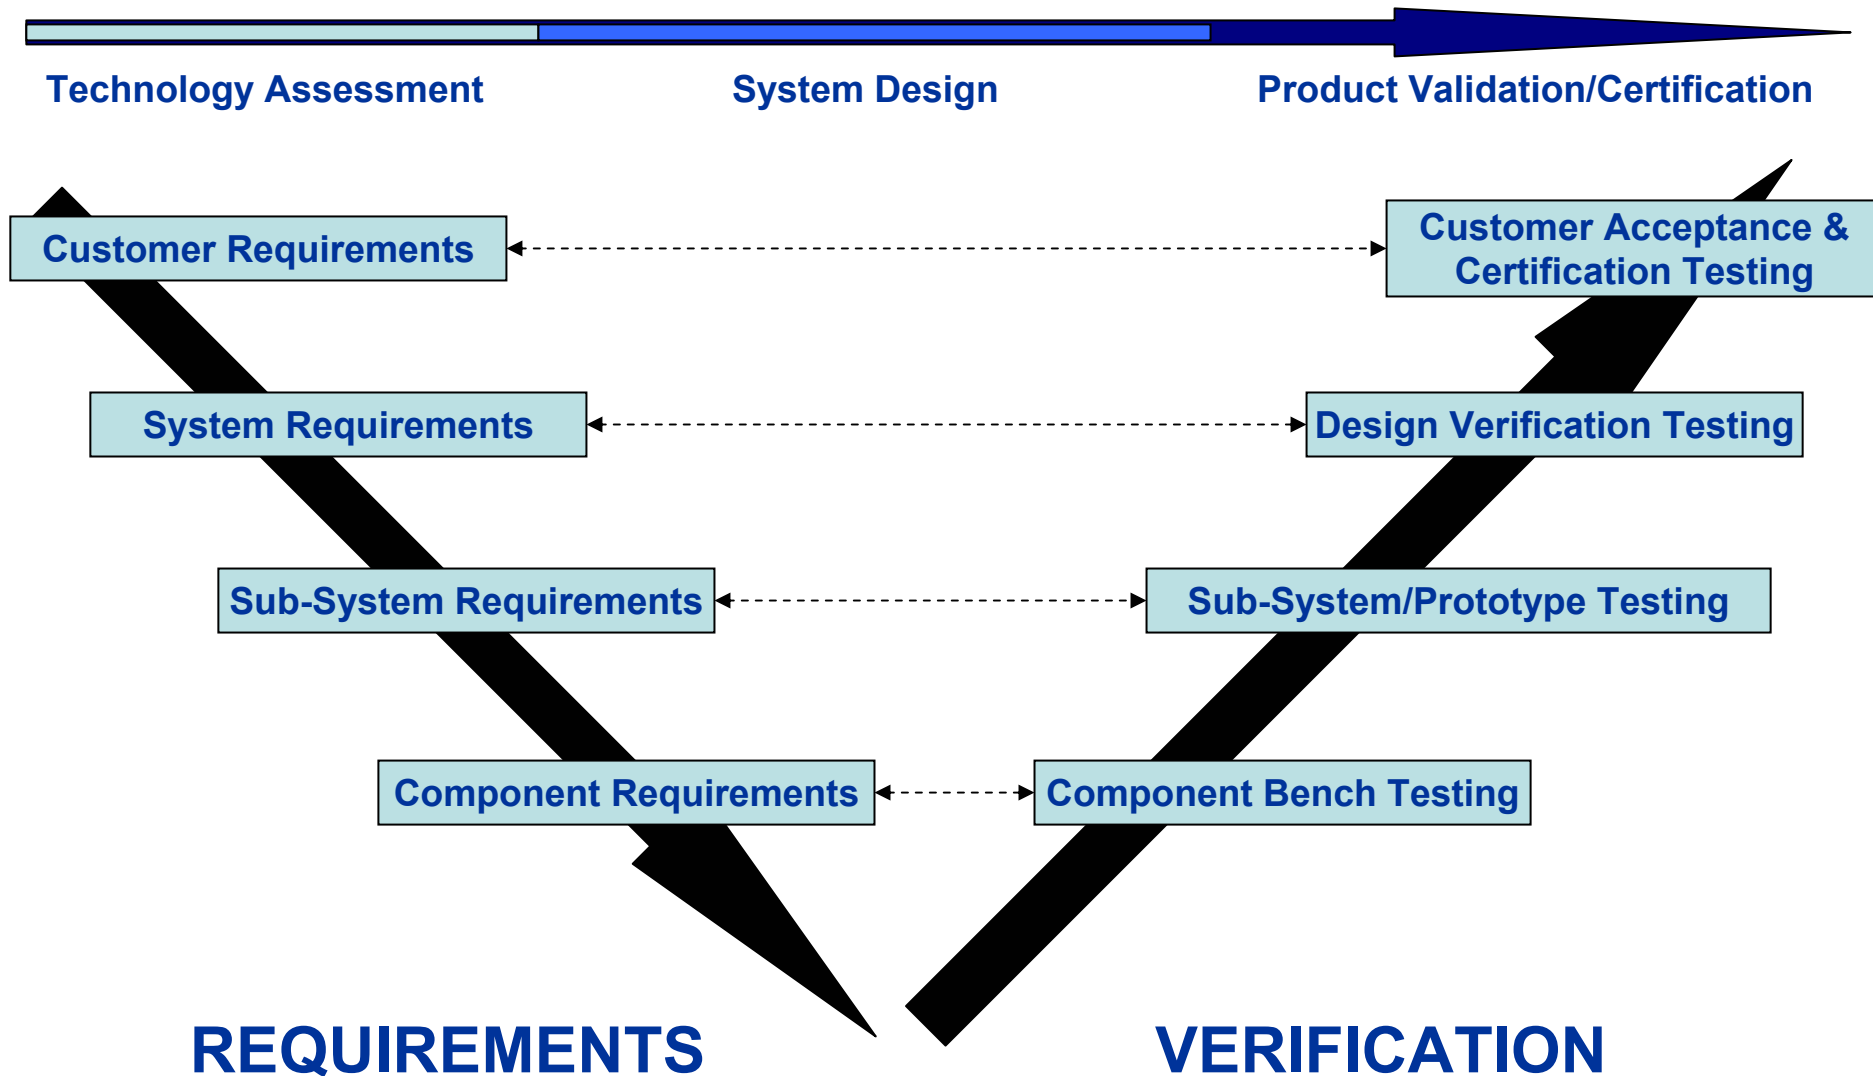 Technology Assessment
System Design
Product Validation/Certification
Customer Requirements
Customer Acceptance &
Certification Testing
System Requirements
Design Verification Testing
Sub-System Requirements
Sub-System/Prototype Testing
Component Requirements
Component Bench Testing
REQUIREMENTS
VERIFICATION